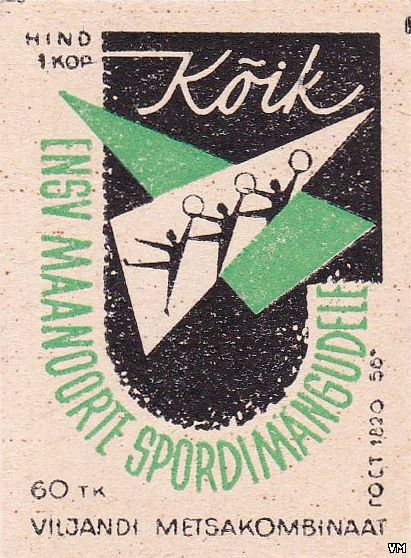 HIND
1 KOP
Kõik
ENSV MAANOORTE SPORDIMÄNGUDELE
60 TK
ГОСТ 1820 56*
VILJANDI METSAKOMBINAAT
VM